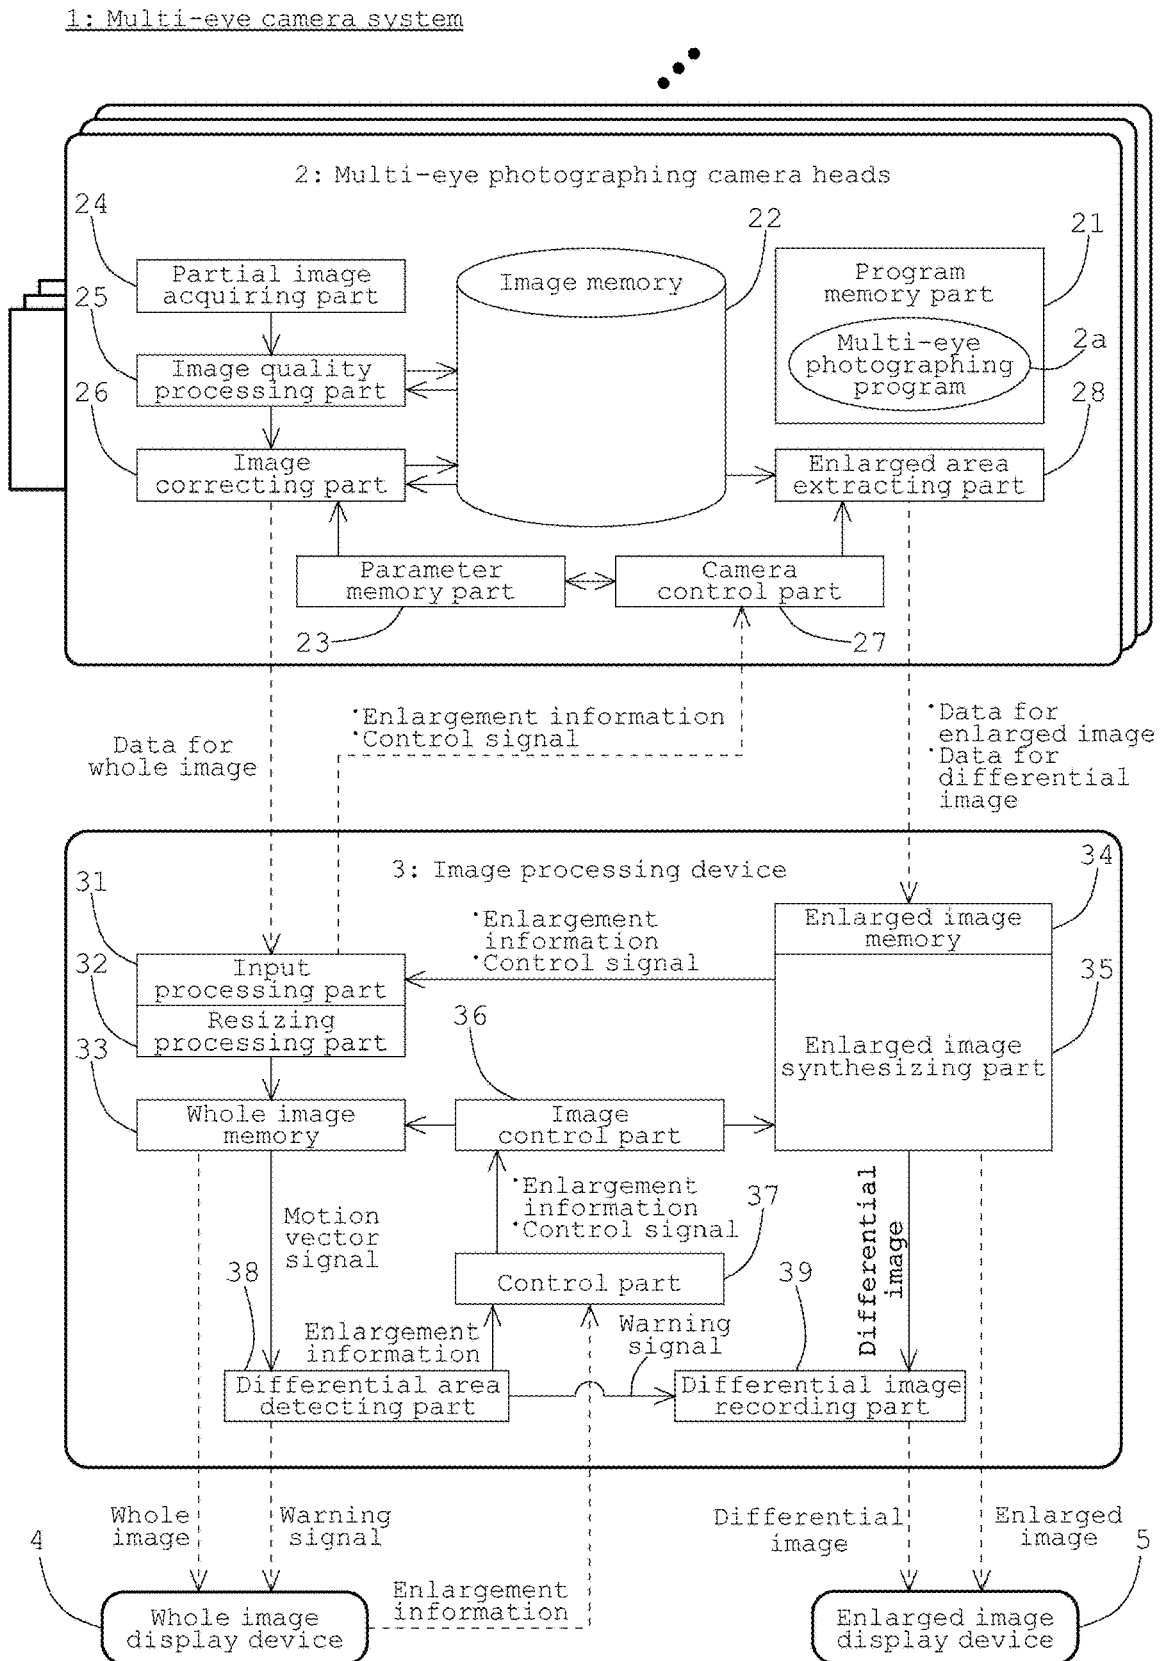 1: Multi-eye camera system
2: Multi-eye photographing camera heads
24
22
21
Partial image
acquiring part
Image memory
Program
memory part
25
2a
Multi-eye
photographing
program
Image quality
processing part
26
28
Image
correcting part
Enlarged area
extracting part
Parameter
memory part
Camera
control part
23
27
·Enlargement information
·Control signal
·Data for
enlarged image
·Data for
differential
image
Data for
whole image
3: Image processing device
31
34
·Enlargement
information
·Control signal
Enlarged image
memory
32
Input
processing part
35
Resizing
processing part
36
33
Enlarged image
synthesizing part
Whole image
memory
Image
control part
·Enlargement
information
·Control signal
37
Motion
vector
signal
Differential
image
38
Control part
39
Enlargement
information
Warning
signal
Differential area
detecting part
Differential image
recording part
Whole
image
Warning
signal
Differential
image
Enlarged
image
4
5
Enlargement
information
Whole image
display device
Enlarged image
display device